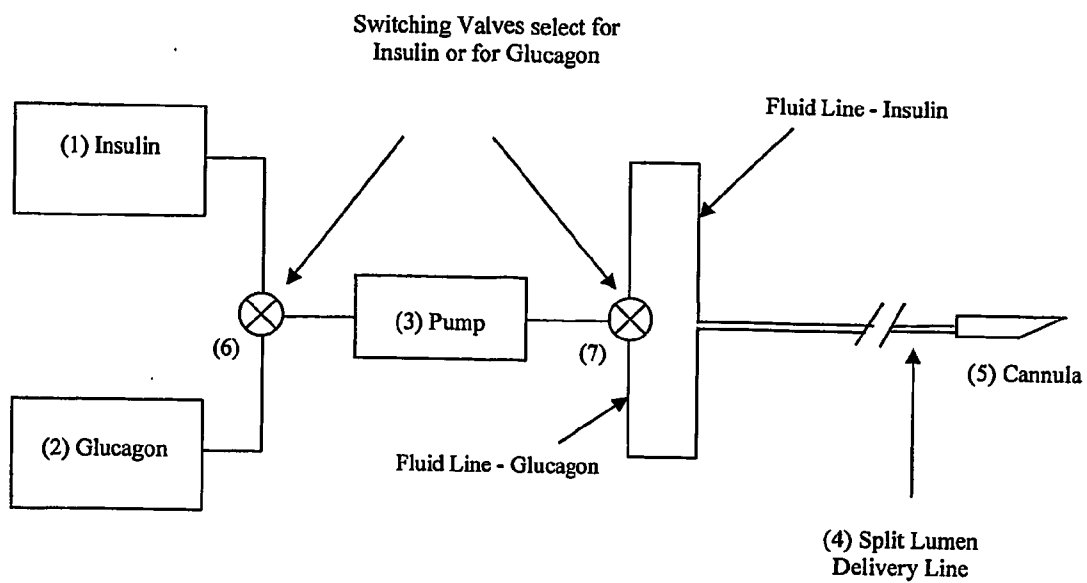 Switching Valves select for
Insulin or for Glucagon
Fluid Line - Insulin
(1) Insulin
(3) Pump
(6)
(7)
(5) Cannula
(2) Glucagon
Fluid Line - Glucagon
(4) Split Lumen
Delivery Line